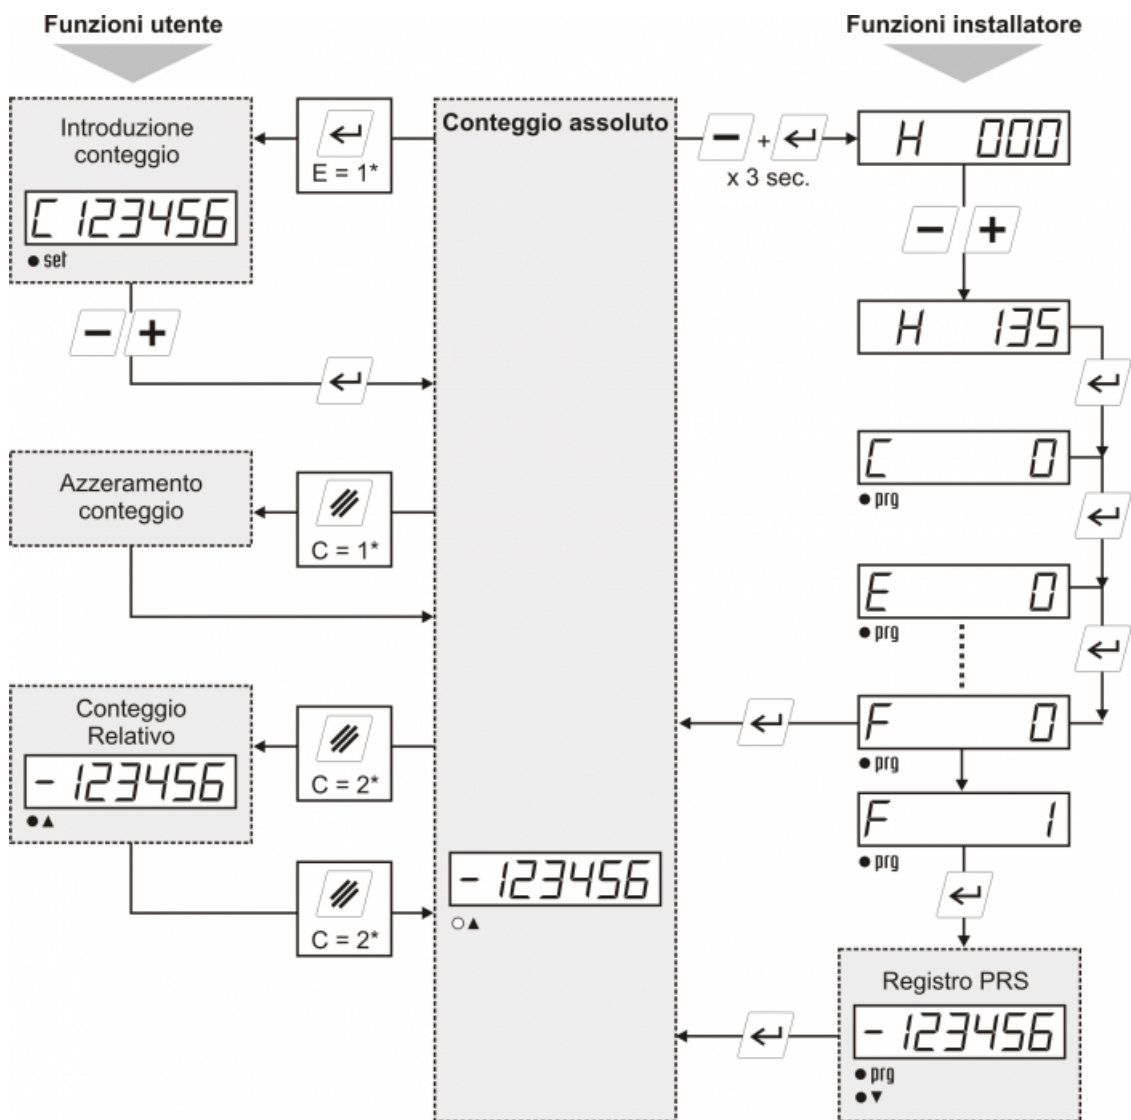 Funzioni utente
Funzioni installatore
Introduzione
conteggio
C 123456
● set
E = 1*
Conteggio assoluto
+
x 3 sec.
H 000
− +
H 135
− +
Azzeramento
conteggio
C = 1*
C 0
● prg
E 0
● prg
Conteggio
Relativo
- 123456
● ▲
C = 2*
F 0
● prg
F 1
● prg
- 123456
○ ▲
C = 2*
Registro PRS
- 123456
● prg
● ▼